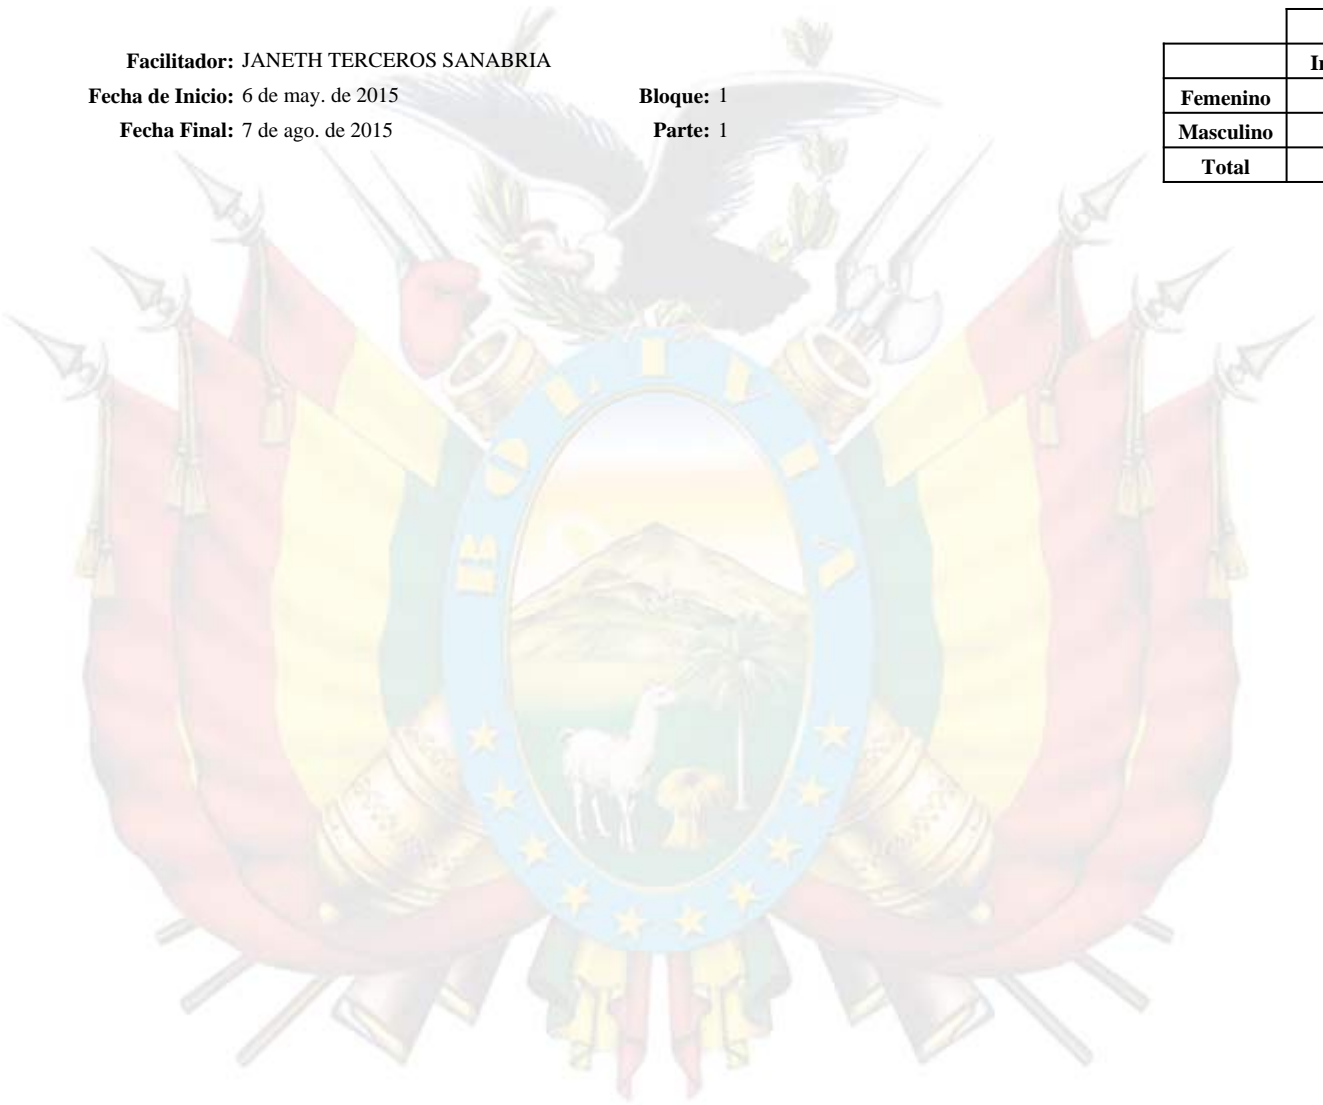 Facilitador: JANETH TERCEROS SANABRIA
Fecha de Inicio: 6 de may. de 2015 Bloque: 1
Fecha Final: 7 de ago. de 2015 Parte: 1
Femenino
Masculino
Total
BOLIVIA